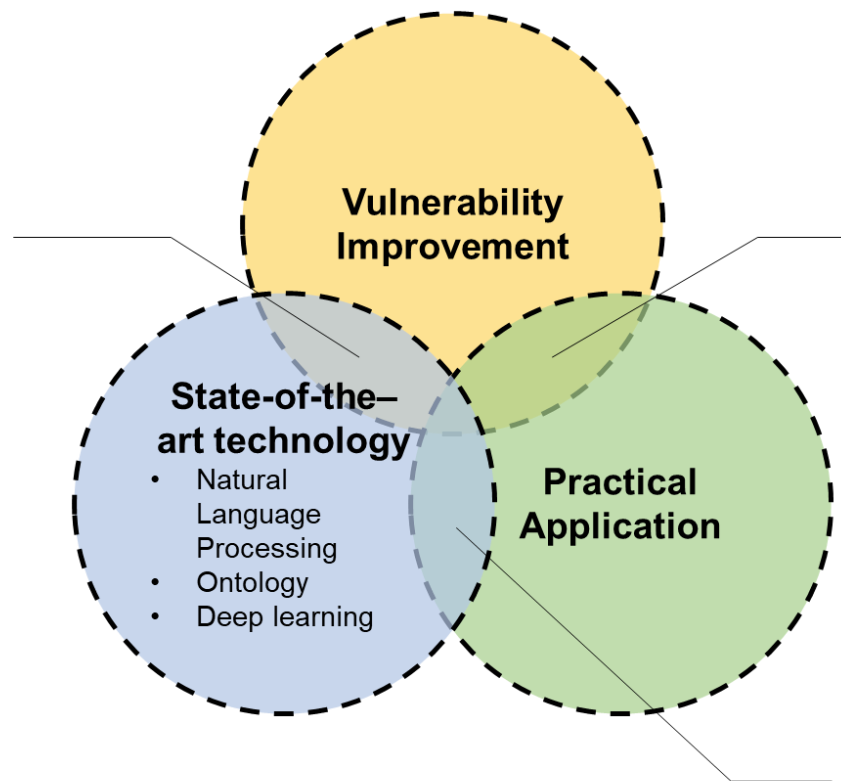 Vulnerability
Improvement
State-of-the–
art technology
• Natural
Language
Processing
• Ontology
• Deep learning
Practical
Application